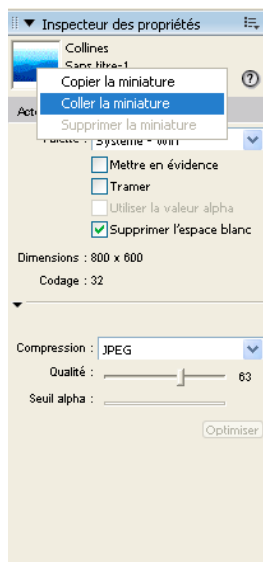 Inspecteur des propriétés
Collines
Sans titre-1
Copier la miniature
Coller la miniature
Supprimer la miniature
Palette : Système - Win
Mettre en évidence
Tramer
Utiliser la valeur alpha
Supprimer l'espace blanc
Dimensions : 800 x 600
Codage : 32
Compression : JPEG
Qualité : 63
Seuil alpha :
Optimiser